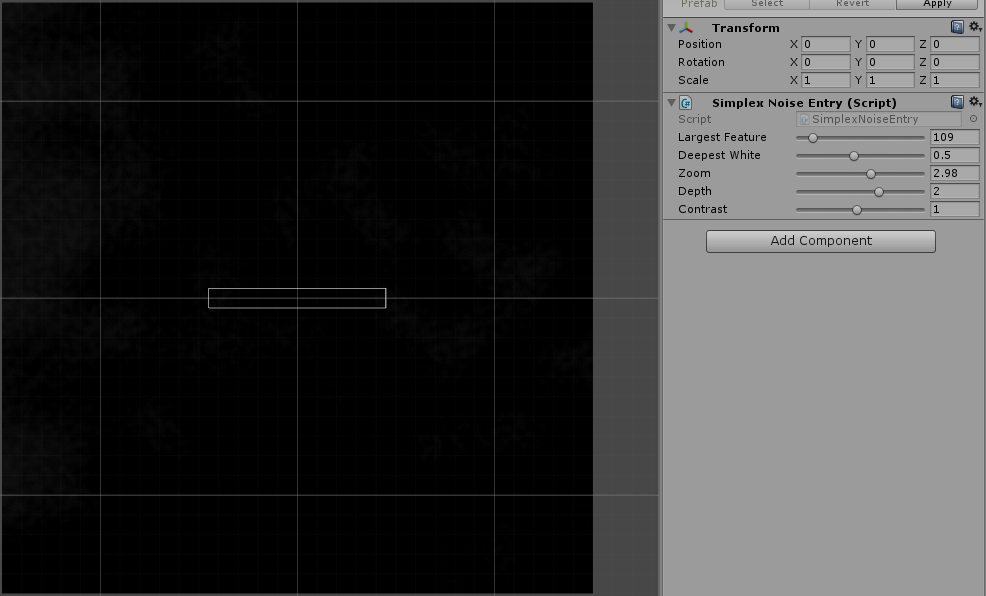 Prefab Select Revert Apply
Transform
Position X 0 Y 0 Z 0
Rotation X 0 Y 0 Z 0
Scale X 1 Y 1 Z 1
Simplex Noise Entry (Script)
Script SimplexNoiseEntry
Largest Feature 109
Deepest White 0.5
Zoom 2.98
Depth 2
Contrast 1
Add Component